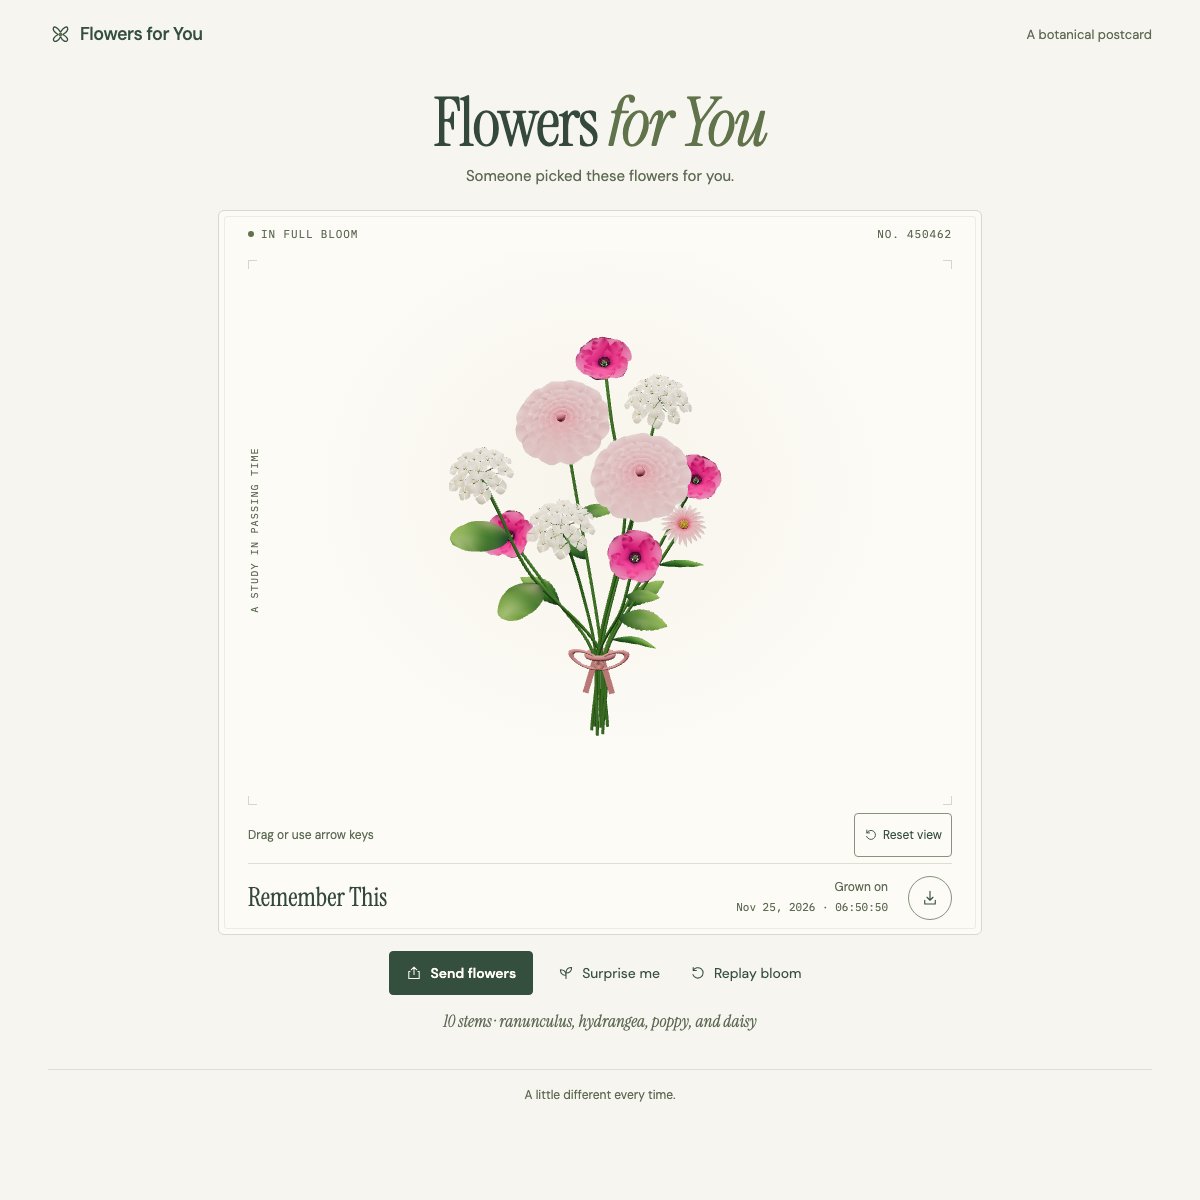 Flowers for You
A botanical postcard
Flowers for You
Someone picked these flowers for you.
IN FULL BLOOM
NO. 450462
A STUDY IN PASSING TIME
Drag or use arrow keys
Reset view
Remember This
Grown on
Nov 25, 2026 · 06:50:50
Send flowers
Surprise me
Replay bloom
10 stems · ranunculus, hydrangea, poppy, and daisy
A little different every time.